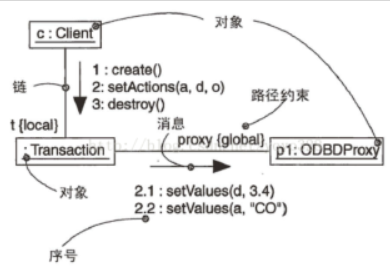 c : Client
对象
链
1 : create()
2: setActions(a, d, o)
3: destroy()
路径约束
t {local}
消息
proxy {global}
: Transaction
p1: ODBDProxy
对象
2.1 : setValues(d, 3.4)
2.2 : setValues(a, "CO")
序号